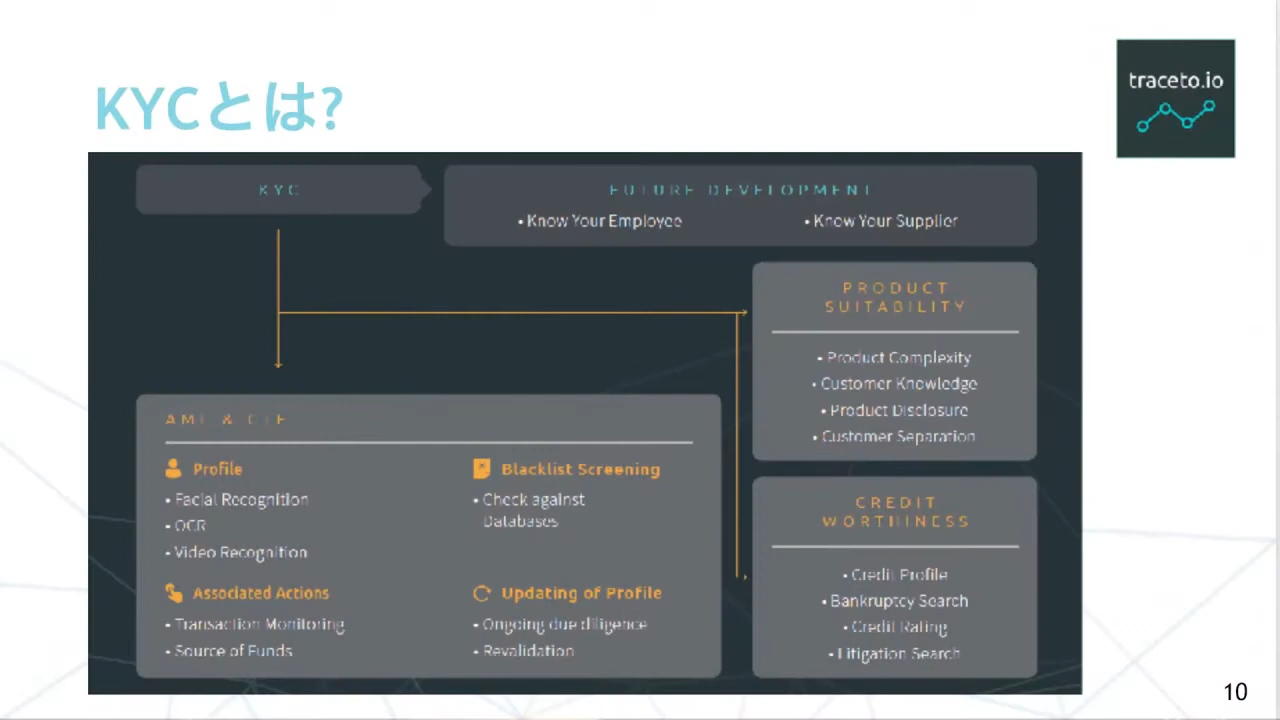 KYCとは?
traceto.io
KYC
FUTURE DEVELOPMENT
• Know Your Employee
• Know Your Supplier
PRODUCT
SUITABILITY
• Product Complexity
• Customer Knowledge
• Product Disclosure
• Customer Separation
AML & CTF
Profile
• Facial Recognition
• OCR
• Video Recognition
Blacklist Screening
• Check against
Databases
Associated Actions
• Transaction Monitoring
• Source of Funds
Updating of Profile
• Ongoing due diligence
• Revalidation
CREDIT
WORTHINESS
• Credit Profile
• Bankruptcy Search
• Credit Rating
• Litigation Search
10